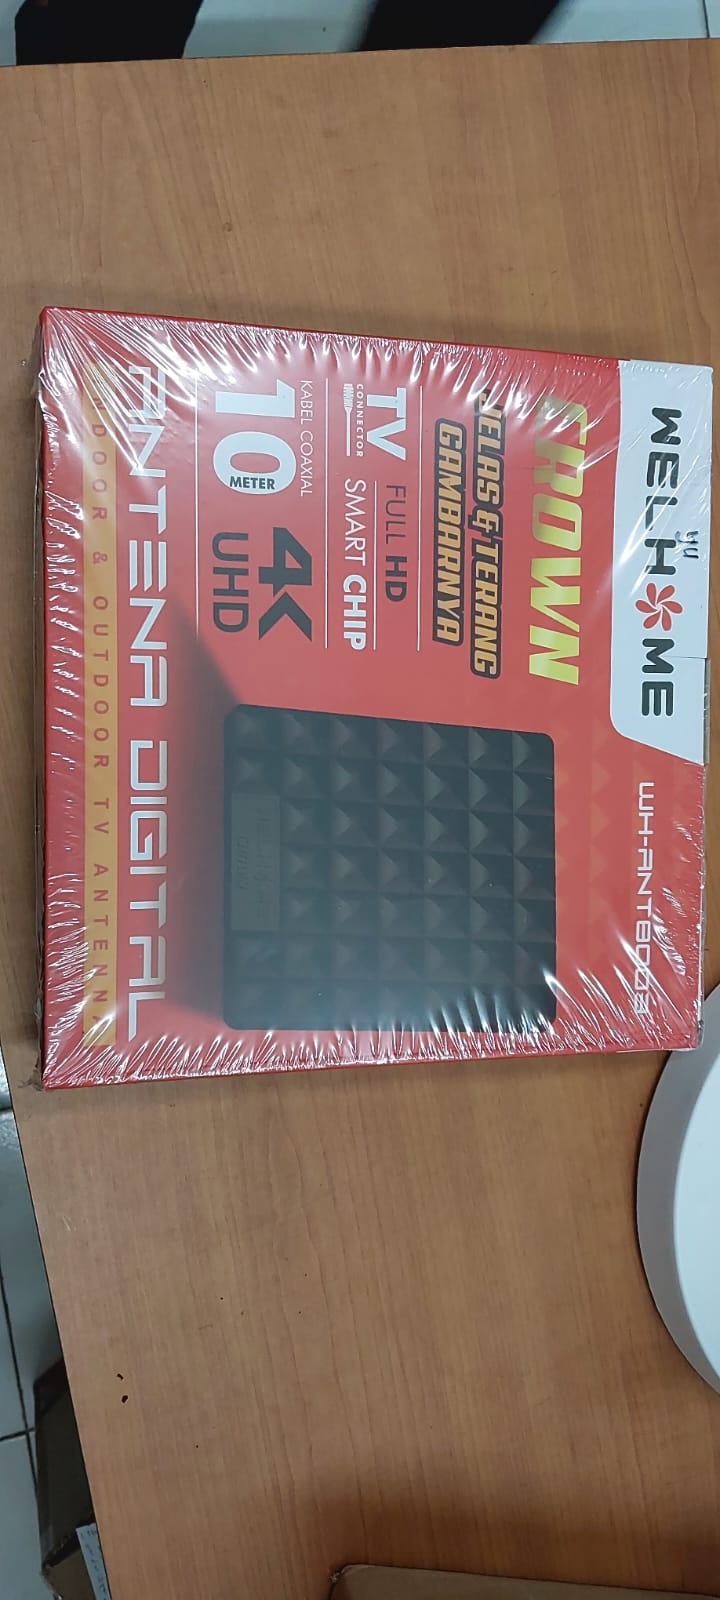 WELHOME
WH-ANT8003
CROWN
JELAS & TERANG
GAMBARNYA
FULL HD
TV
CONNECTOR
SMART CHIP
KABEL COAXIAL
10
METER
4K
UHD
ANTENA DIGITAL
INDOOR & OUTDOOR TV ANTENNA